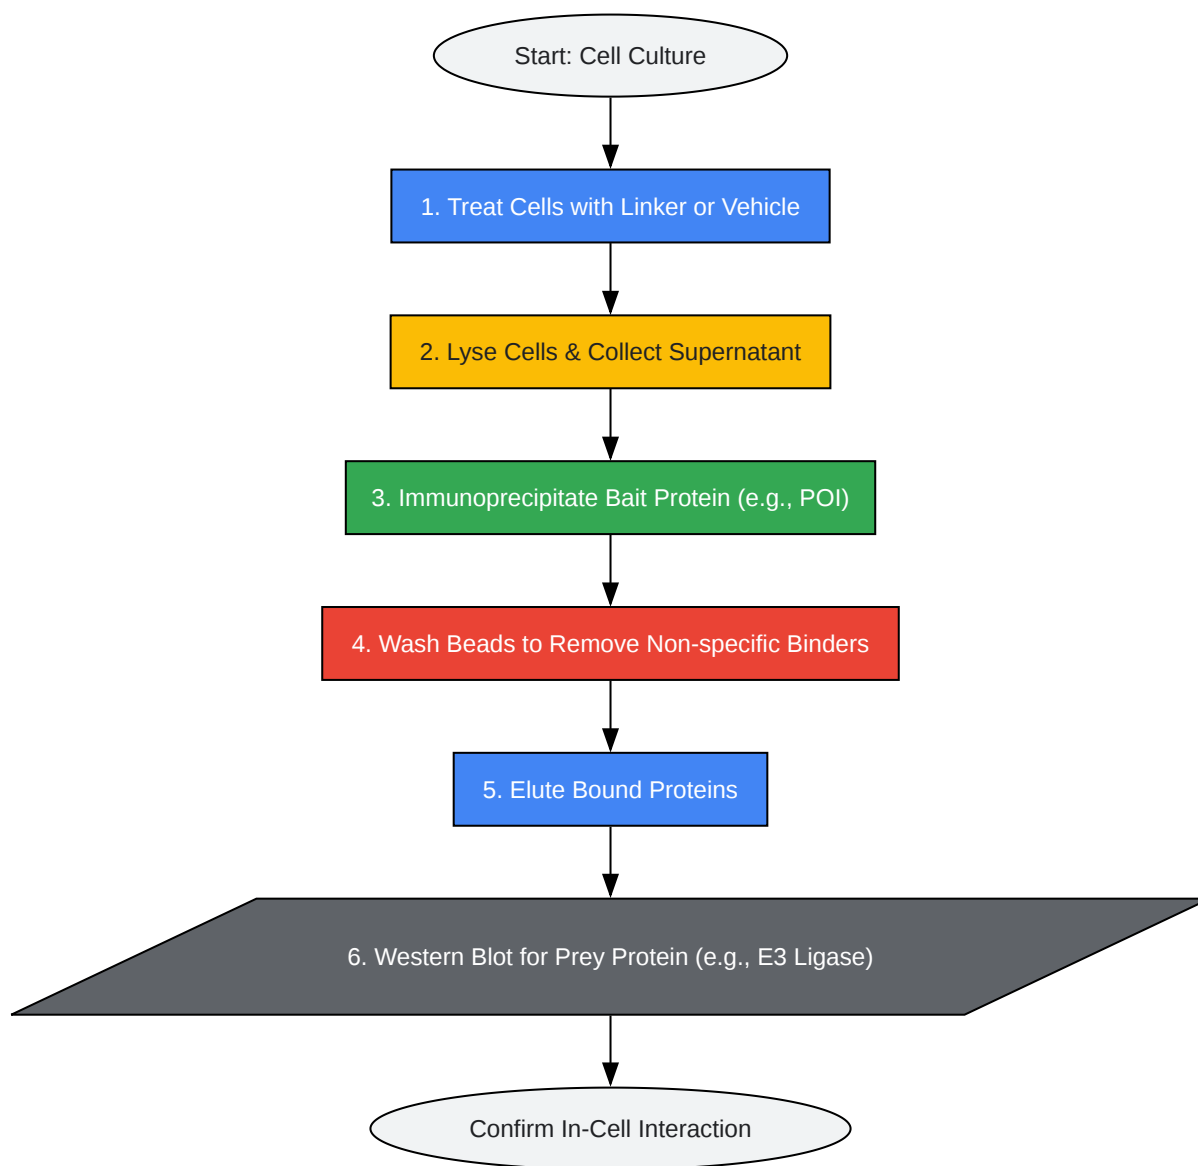 Start: Cell Culture
1. Treat Cells with Linker or Vehicle
2. Lyse Cells & Collect Supernatant
3. Immunoprecipitate Bait Protein (e.g., POI)
4. Wash Beads to Remove Non-specific Binders
5. Elute Bound Proteins
6. Western Blot for Prey Protein (e.g., E3 Ligase)
Confirm In-Cell Interaction